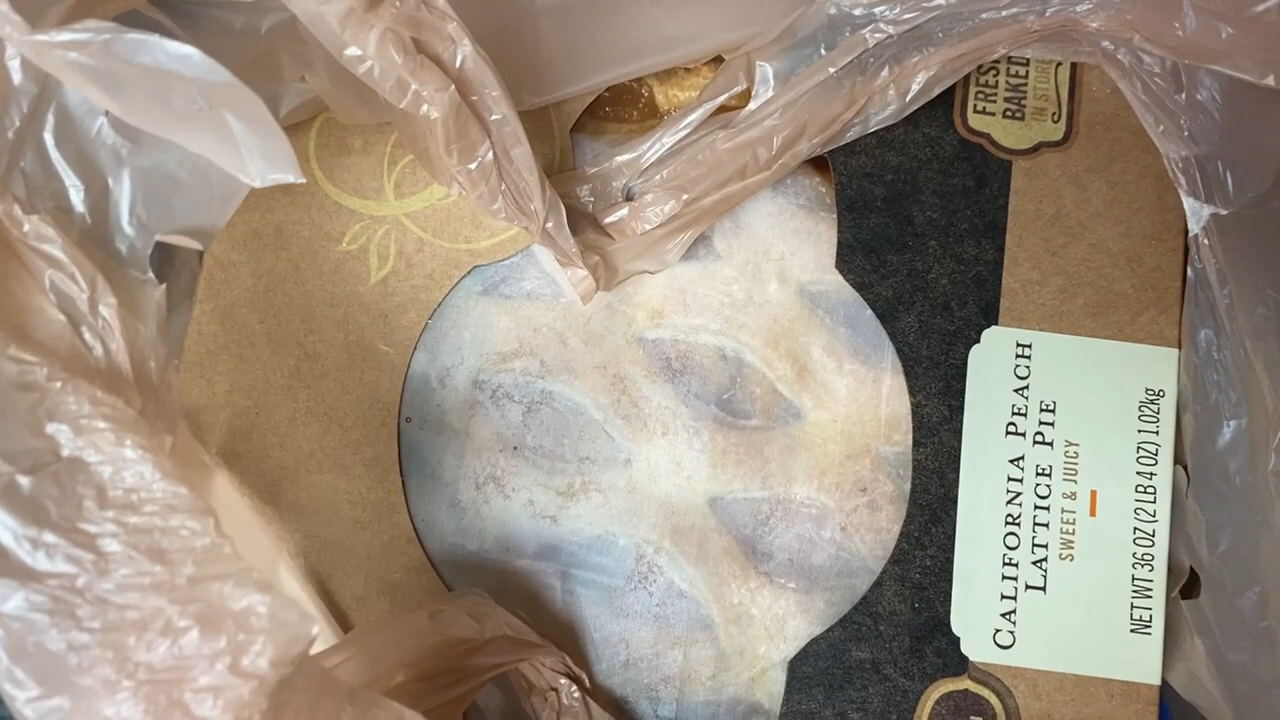 FRESH
BAKED
IN STORE
CALIFORNIA PEACH
LATTICE PIE
SWEET & JUICY
NET WT 36 OZ (2 LB 4 OZ) 1.02kg